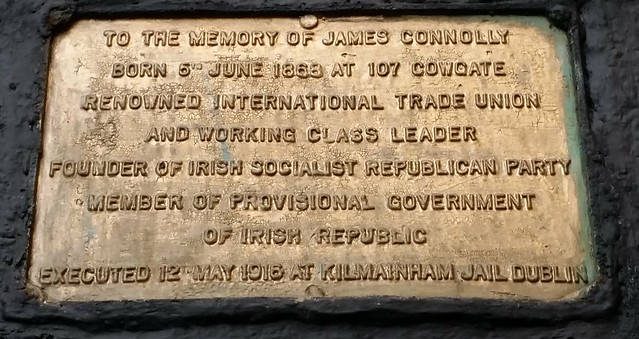 TO THE MEMORY OF JAMES CONNOLLY
BORN 5TH JUNE 1868 AT 107 COWGATE
RENOWNED INTERNATIONAL TRADE UNION
AND WORKING CLASS LEADER
FOUNDER OF IRISH SOCIALIST REPUBLICAN PARTY
MEMBER OF PROVISIONAL GOVERNMENT
OF IRISH REPUBLIC
EXECUTED 12TH MAY 1916 AT KILMAINHAM JAIL DUBLIN